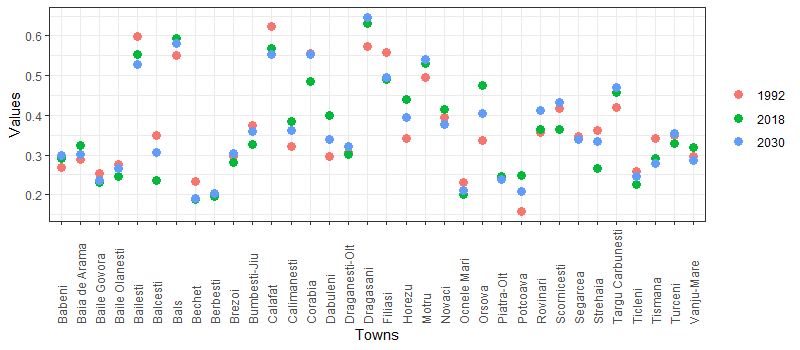 Values
0.6
0.5
0.4
0.3
0.2
1992
2018
2030
Babeni
Baia de Arama
Baile Govora
Baile Olanesti
Bailesti
Balcesti
Bals
Bechet
Berbesti
Brezoi
Bumbesti-Jiu
Calafat
Calimanesti
Corabia
Dabuleni
Draganesti-Olt
Dragasani
Filiasi
Horezu
Motru
Novaci
Ocnele Mari
Orsova
Piatra-Olt
Potcoava
Rovinari
Scornicesti
Segarcea
Strehaia
Targu Carbunesti
Ticleni
Tismana
Turceni
Vanju-Mare
Towns